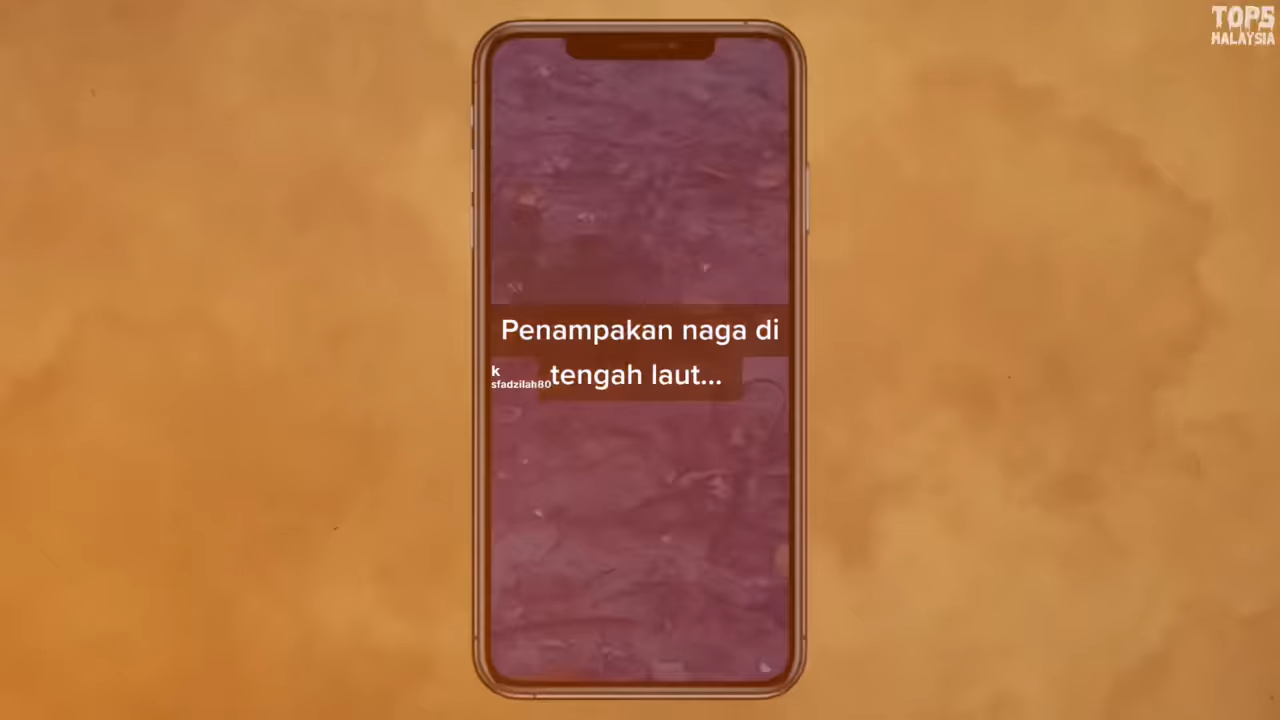 TOP5
MALAYSIA
Penampakan naga di
tengah laut...
k
sfadzilah80